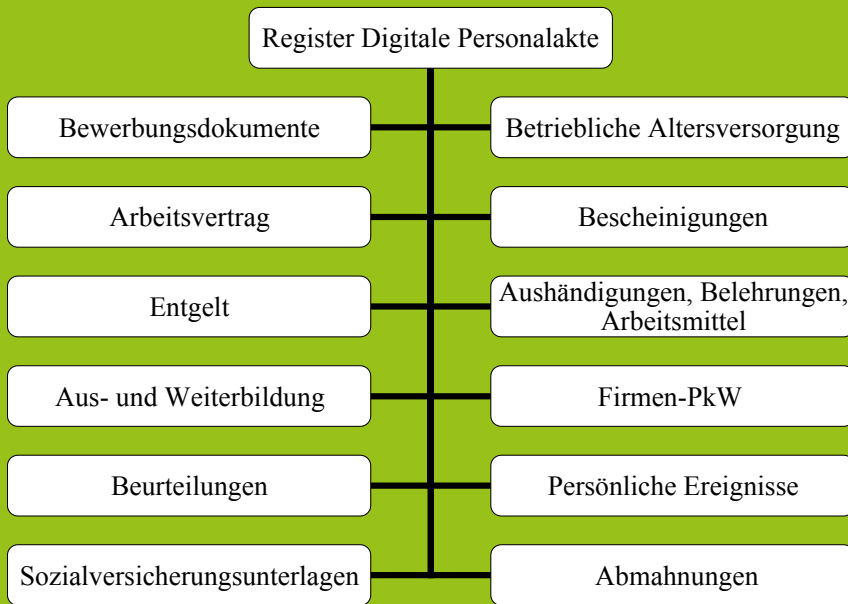 Register Digitale Personalakte
Bewerbungsdokumente
Betriebliche Altersversorgung
Arbeitsvertrag
Bescheinigungen
Entgelt
Aushändigungen, Belehrungen,
Arbeitsmittel
Aus- und Weiterbildung
Firmen-PkW
Beurteilungen
Persönliche Ereignisse
Sozialversicherungsunterlagen
Abmahnungen